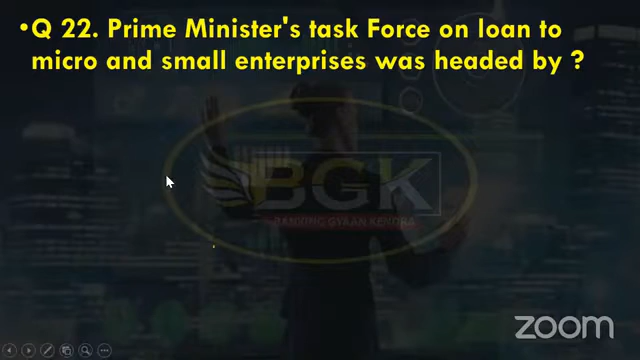 •Q 22. Prime Minister's task Force on loan to
micro and small enterprises was headed by ?
BGK
BANKING GYAAN KENDRA
zoom